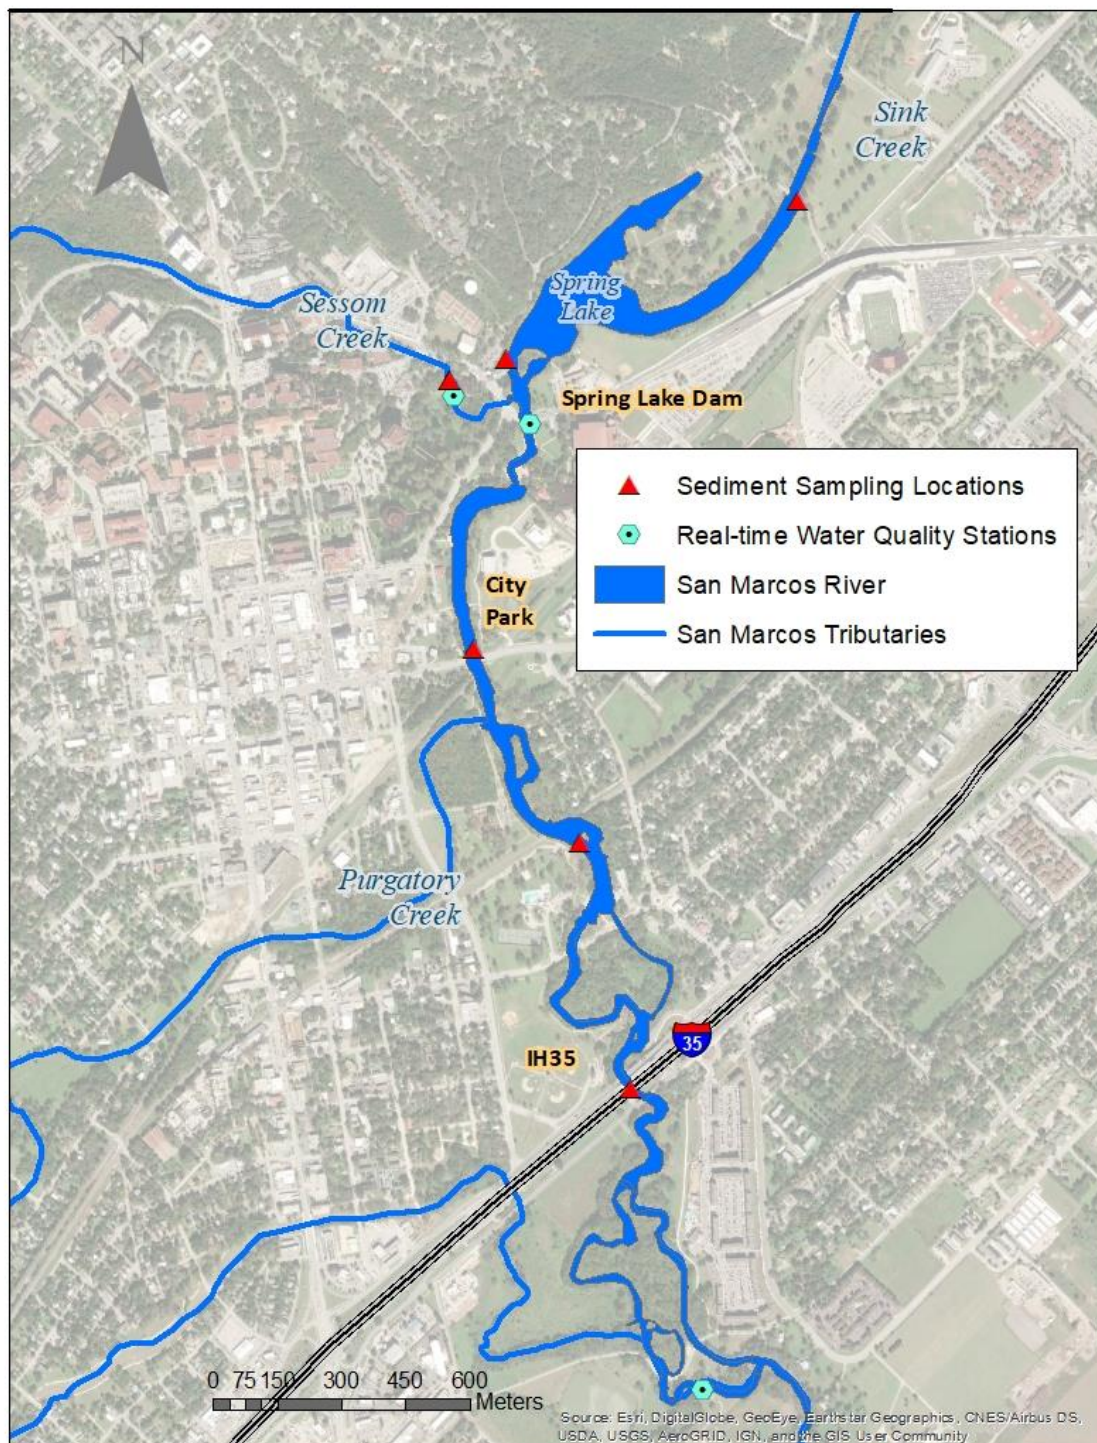 N
Sink
Creek
Spring
Lake
Sessom
Creek
Spring Lake Dam
Sediment Sampling Locations
Real-time Water Quality Stations
San Marcos River
San Marcos Tributaries
City
Park
Purgatory
Creek
IH35
35
0 75 150 300 450 600
Meters
Source: Esri, DigitalGlobe, GeoEye, Earthstar Geographics, CNES/Airbus DS,
USDA, USGS, AeroGRID, IGN, and the GIS User Community